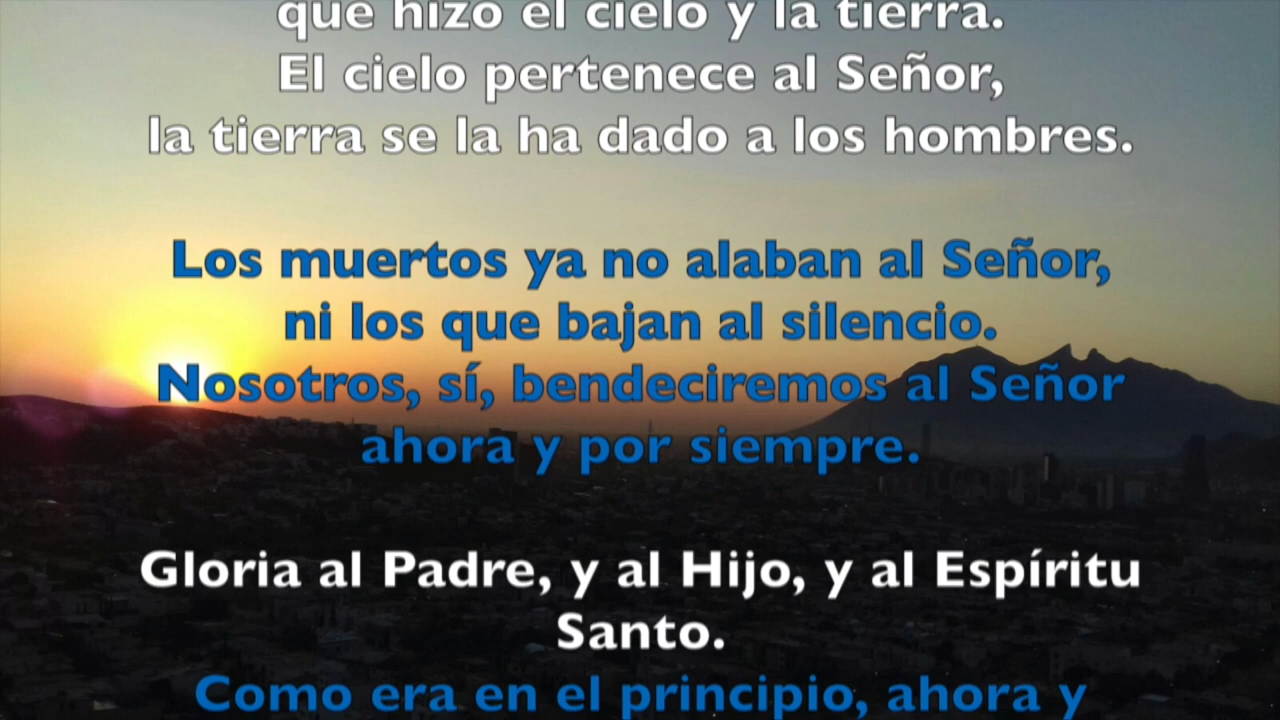 que hizo el cielo y la tierra.
El cielo pertenece al Señor,
la tierra se la ha dado a los hombres.
Los muertos ya no alaban al Señor,
ni los que bajan al silencio.
Nosotros, sí, bendeciremos al Señor
ahora y por siempre.
Gloria al Padre, y al Hijo, y al Espíritu
Santo.
Como era en el principio, ahora y